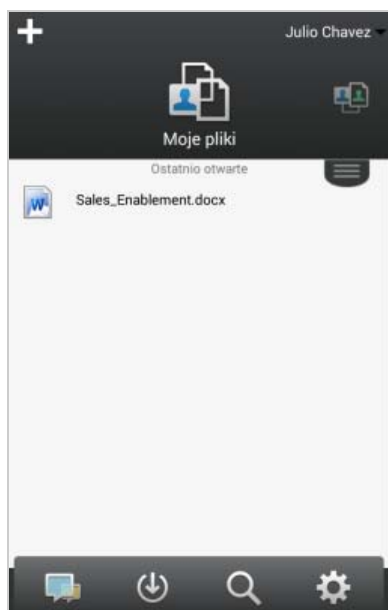 Julio Chavez
Moje pliki
Ostatnio otwarte
Sales_Enablement.docx